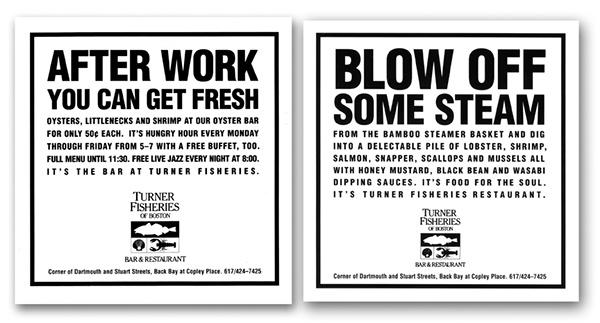 AFTER WORK
YOU CAN GET FRESH
OYSTERS, LITTLENECKS AND SHRIMP AT OUR OYSTER BAR
FOR ONLY 50¢ EACH. IT'S HUNGRY HOUR EVERY MONDAY
THROUGH FRIDAY FROM 5–7 WITH A FREE BUFFET, TOO.
FULL MENU UNTIL 11:30. FREE LIVE JAZZ EVERY NIGHT AT 8:00.
IT'S THE BAR AT TURNER FISHERIES.
TURNER
FISHERIES
OF BOSTON
BAR & RESTAURANT
Corner of Dartmouth and Stuart Streets, Back Bay at Copley Place. 617/424–7425
BLOW OFF
SOME STEAM
FROM THE BAMBOO STEAMER BASKET AND DIG
INTO A DELECTABLE PILE OF LOBSTER, SHRIMP,
SALMON, SNAPPER, SCALLOPS AND MUSSELS ALL
WITH HONEY MUSTARD, BLACK BEAN AND WASABI
DIPPING SAUCES. IT'S FOOD FOR THE SOUL.
IT'S TURNER FISHERIES RESTAURANT.
TURNER
FISHERIES
OF BOSTON
BAR & RESTAURANT
Corner of Dartmouth and Stuart Streets, Back Bay at Copley Place. 617/424–7425